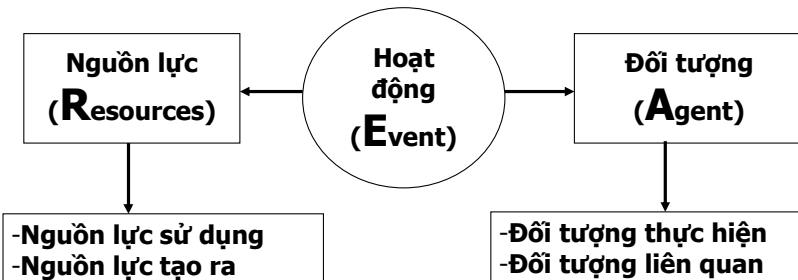 Nguồn lực
(Resources)
Hoạt
động
(Event)
Đối tượng
(Agent)
-Nguồn lực sử dụng
-Nguồn lực tạo ra
-Đối tượng thực hiện
-Đối tượng liên quan